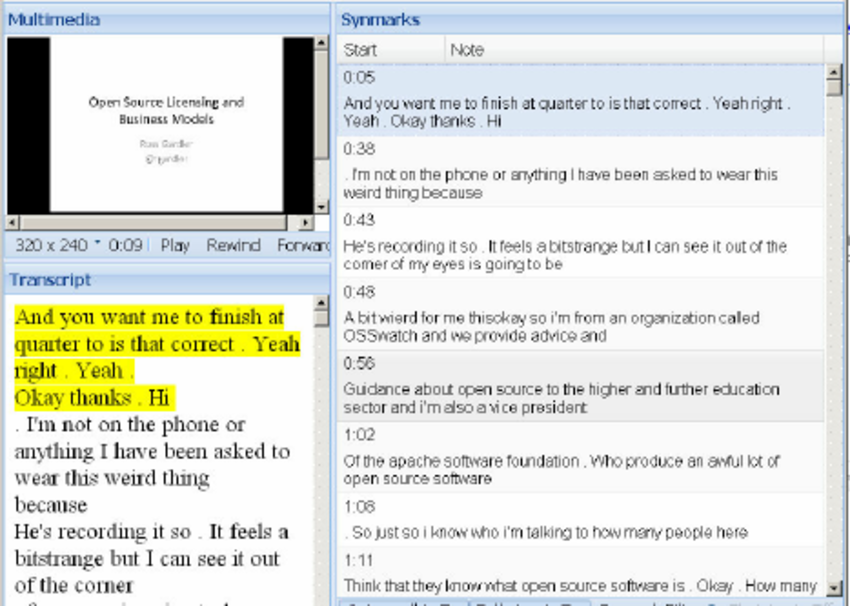 Multimedia
Open Source Licensing and
Business Models
Ross Gardler
@rgardler
320 x 240 * 0:09 Play Rewind Forward
Transcript
And you want me to finish at
quarter to is that correct . Yeah
right . Yeah .
Okay thanks . Hi
. I'm not on the phone or
anything I have been asked to
wear this weird thing
because
He's recording it so . It feels a
bitstrange but I can see it out
of the corner
Synmarks
Start Note
0:05
And you want me to finish at quarter to is that correct . Yeah right .
Yeah . Okay thanks . Hi
0:38
. I'm not on the phone or anything I have been asked to wear this
weird thing because
0:43
He's recording it so . It feels a bitstrange but I can see it out of the
corner of my eyes is going to be
0:48
A bit wierd for me thisokay so i'm from an organization called
OSSwatch and we provide advice and
0:56
Guidance about open source to the higher and further education
sector and i'm also a vice president
1:02
Of the apache software foundation . Who produce an awful lot of
open source software
1:08
. So just so i know who i'm talking to how many people here
1:11
Think that they know what open source software is . Okay . How many